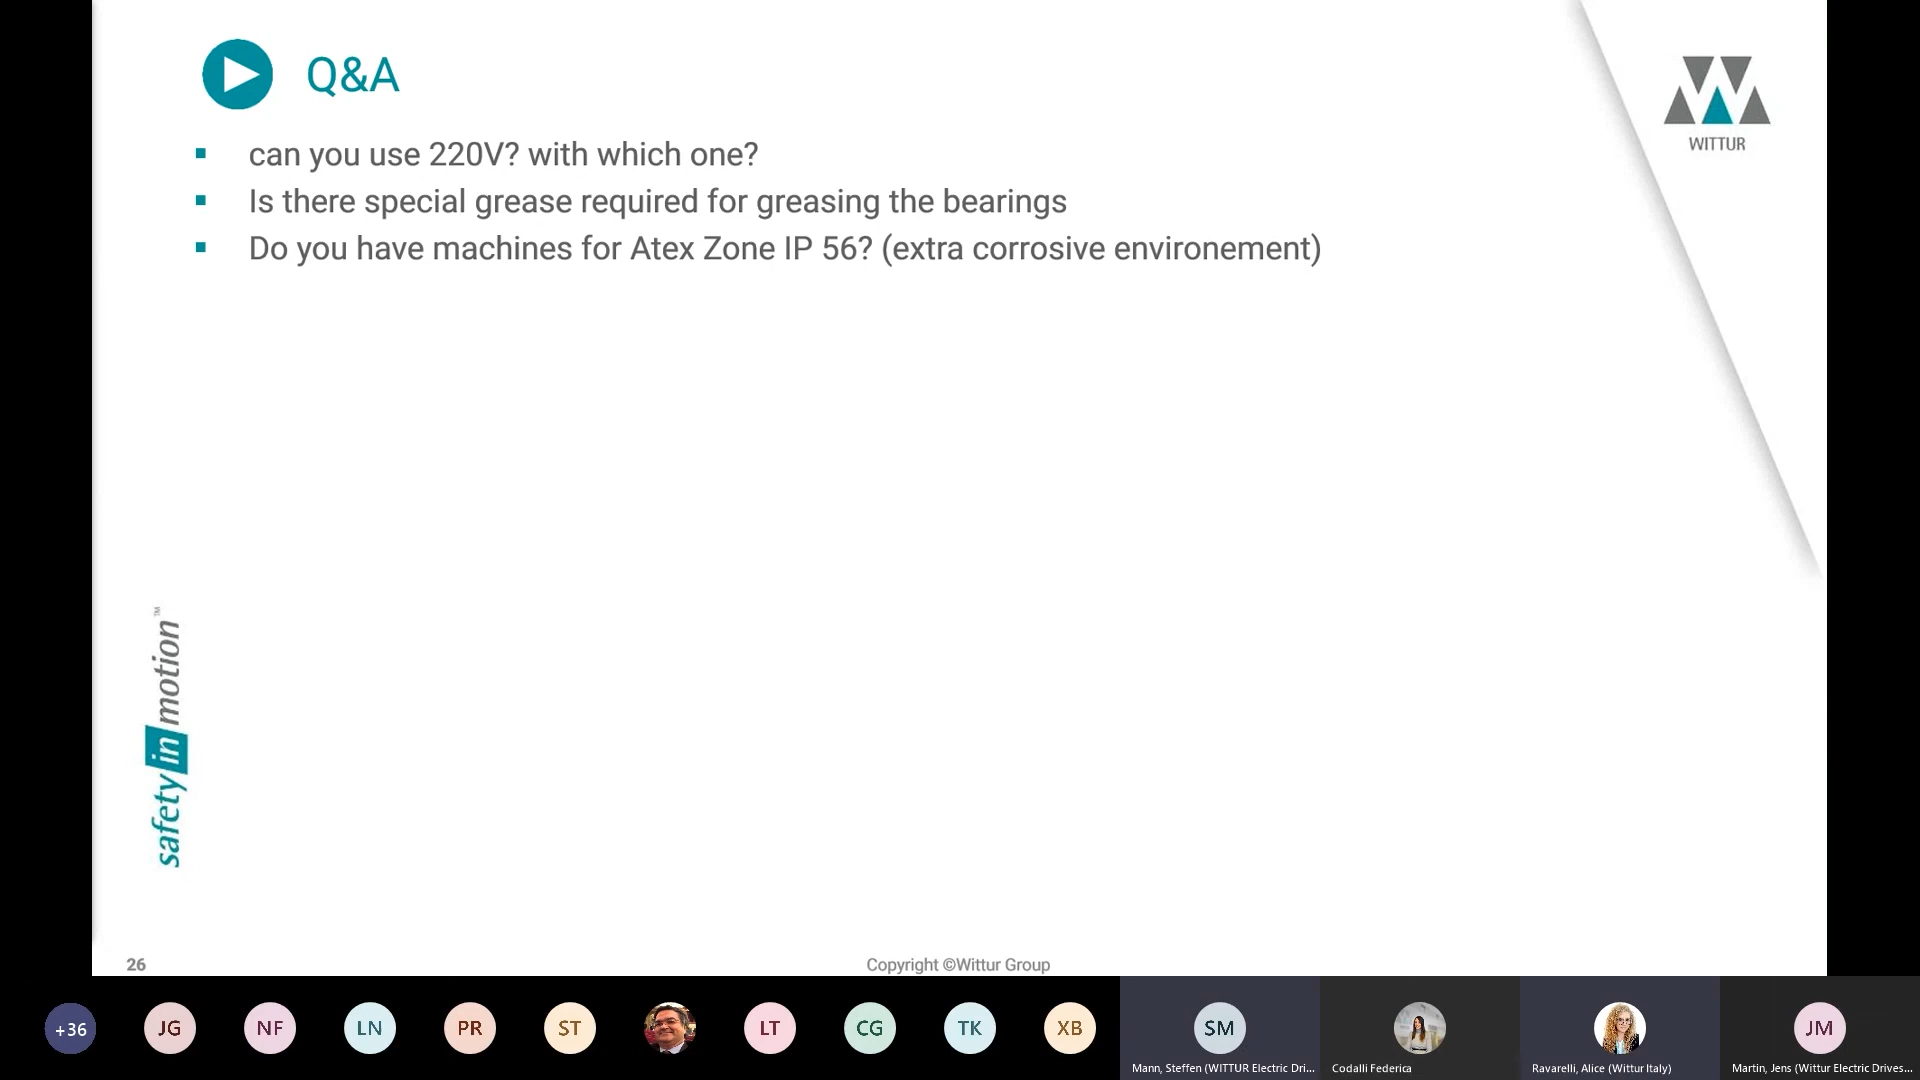 Q&A
WITTUR
can you use 220V? with which one?
Is there special grease required for greasing the bearings
Do you have machines for Atex Zone IP 56? (extra corrosive environement)
safety in motion™
26
Copyright ©Wittur Group
+36
JG
NF
LN
PR
ST
LT
CG
TK
XB
SM
JM
Mann, Steffen (WITTUR Electric Dri...
Codalli Federica
Ravarelli, Alice (Wittur Italy)
Martin, Jens (Wittur Electric Drives...